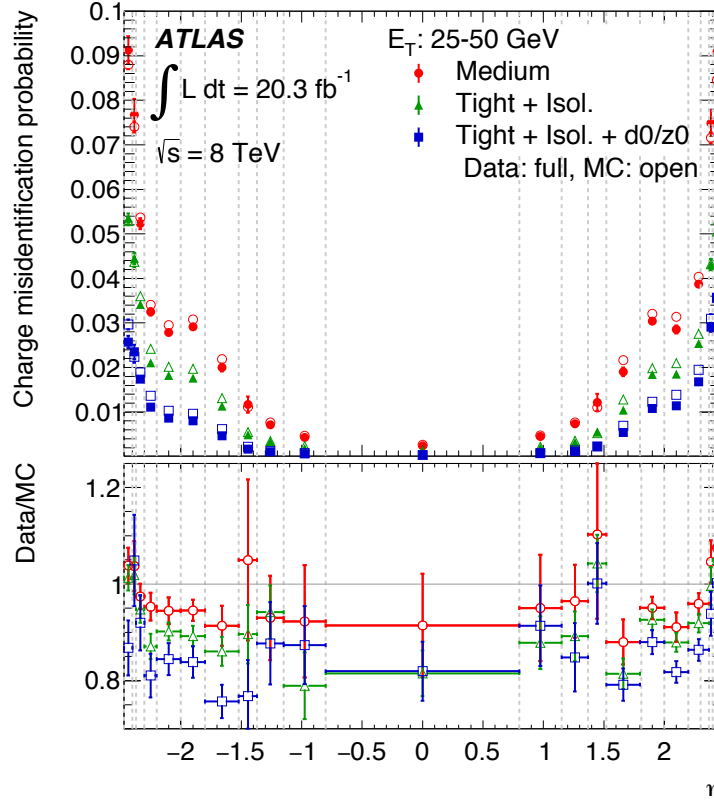 0.1
0.09
0.08
0.07
0.06
0.05
0.04
0.03
0.02
0.01
Charge misidentification probability
ATLAS
∫ L dt = 20.3 fb⁻¹
√s = 8 TeV
E_T: 25-50 GeV
Medium
Tight + Isol.
Tight + Isol. + d0/z0
Data: full, MC: open
Data/MC
1.2
1
0.8
−2 −1.5 −1 −0.5 0 0.5 1 1.5 2